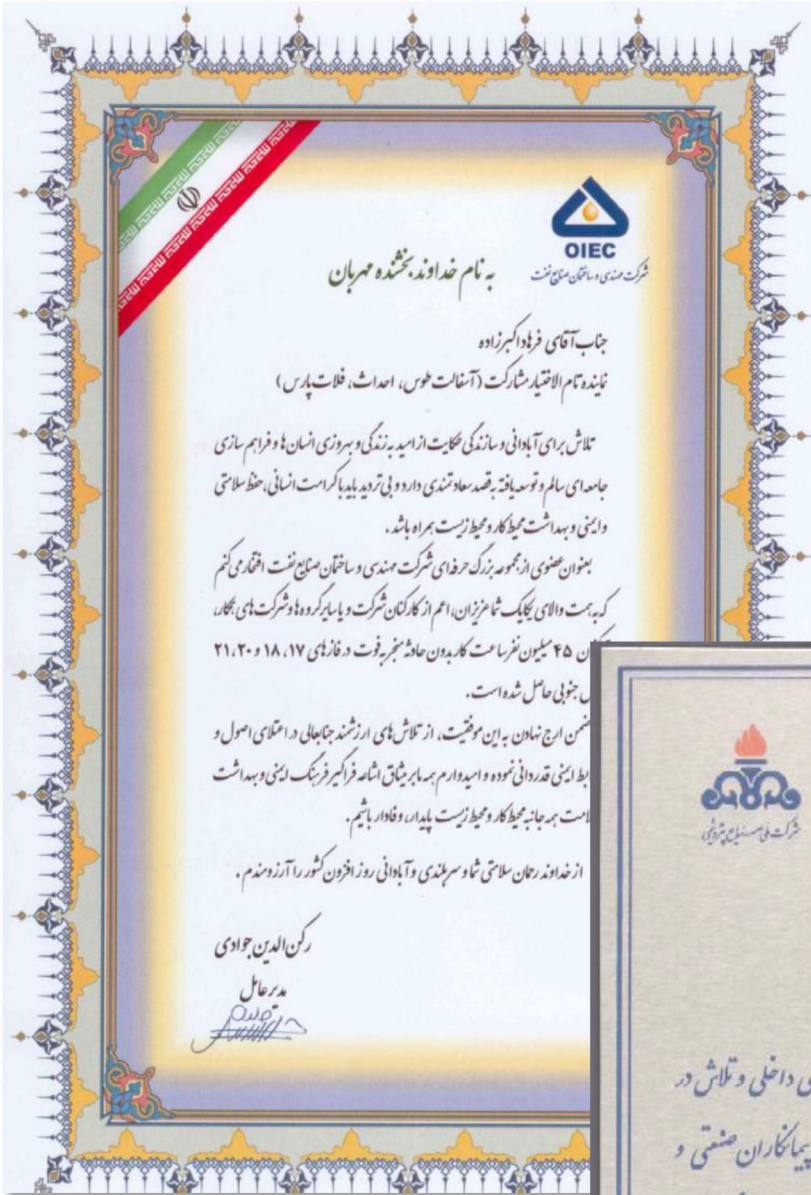 OIEC
شرکت مهندسی و ساختمان صنایع نفت
به نام خداوند بخشنده مهربان
جناب آقای فرهاد اکبرزاده
نماینده تام الاختیار مشارکت (آسفالت طوس، احداث، فلات پارس)
تلاش برای آبادانی و سازندگی حکایت از امید به زندگی و بهروزی انسان ها و فراهم سازی
جامعه ای سالم و توسعه یافته به قصد سعادتمندی دارد و بی تردید باید با کرامت انسانی، حفظ سلامتی
و ایمنی و بهداشت محیط کار و محیط زیست همراه باشد.
بعنوان عضوی از مجموعه بزرگ حرفه ای شرکت مهندسی و ساختمان صنایع نفت افتخار می کنم
که به همت والای یکایک شما عزیزان، اعم از کارکنان شرکت و یا سایر گروه ها و شرکت های همکار،
۴۵ میلیون نفر ساعت کار بدون حادثه منجر به فوت در فازهای ۱۷، ۱۸ و ۲۰، ۲۱
جنوبی حاصل شده است.
ضمن ارج نهادن به این موفقیت، از تلاش های ارزشمند جنابعالی در اعتلای اصول و
ایمنی قدردانی نموده و امیدوارم همه ما بر میثاق اشاعه فراگیر فرهنگ ایمنی و بهداشت
همه جانبه محیط کار و محیط زیست پایدار، وفادار باشیم.
از خداوند رحمان سلامتی شما و سربلندی و آبادانی روز افزون کشور را آرزومندم.
رکن الدین جوادی
مدیر عامل
شرکت ملی صنایع پتروشیمی
داخلی و تلاش در
پیمانکاران صنعتی و